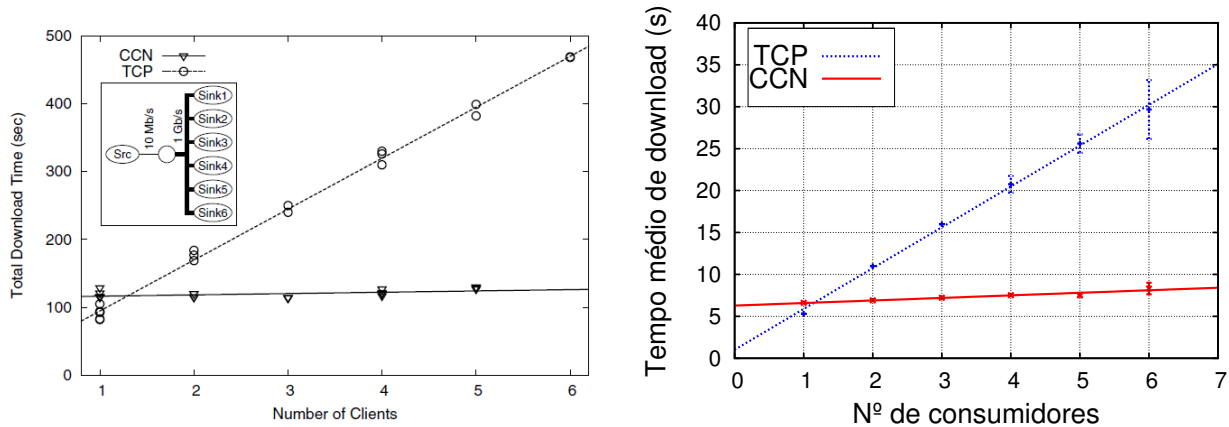 Total Download Time (sec)
500
400
300
200
100
0
CCN
TCP
10 Mb/s
1 Gb/s
Src
Sink1
Sink2
Sink3
Sink4
Sink5
Sink6
1 2 3 4 5 6
Number of Clients
Tempo médio de download (s)
40
35
30
25
20
15
10
5
0
TCP
CCN
0 1 2 3 4 5 6 7
Nº de consumidores